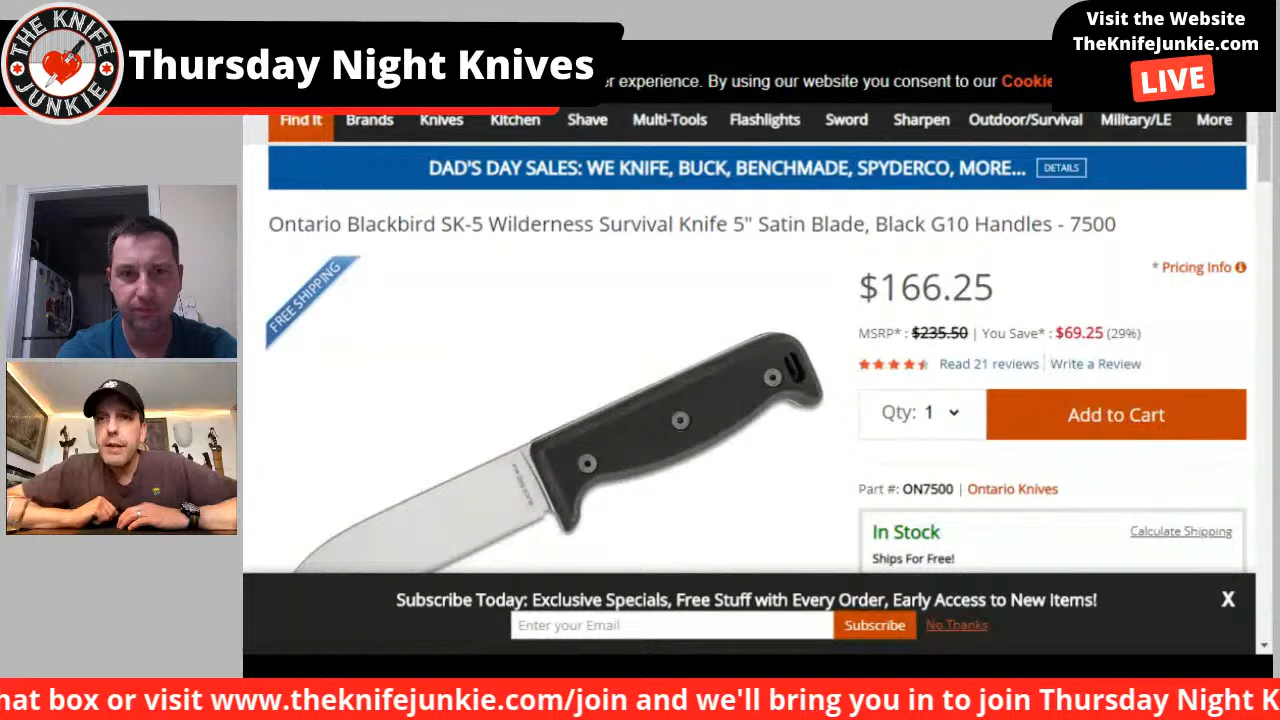 THE KNIFE
JUNKIE
Thursday Night Knives
Visit the Website
TheKnifeJunkie.com
LIVE
er experience. By using our website you consent to our Cookie
Find It Brands Knives Kitchen Shave Multi-Tools Flashlights Sword Sharpen Outdoor/Survival Military/LE More
DAD'S DAY SALES: WE KNIFE, BUCK, BENCHMADE, SPYDERCO, MORE... DETAILS
Ontario Blackbird SK-5 Wilderness Survival Knife 5" Satin Blade, Black G10 Handles - 7500
FREE SHIPPING
* Pricing Info
$166.25
MSRP* : $235.50 | You Save* : $69.25 (29%)
Read 21 reviews | Write a Review
Qty: 1 Add to Cart
Part #: ON7500 | Ontario Knives
In Stock Calculate Shipping
Ships For Free!
Subscribe Today: Exclusive Specials, Free Stuff with Every Order, Early Access to New Items! X
Enter your Email Subscribe No Thanks
hat box or visit www.theknifejunkie.com/join and we'll bring you in to join Thursday Night K